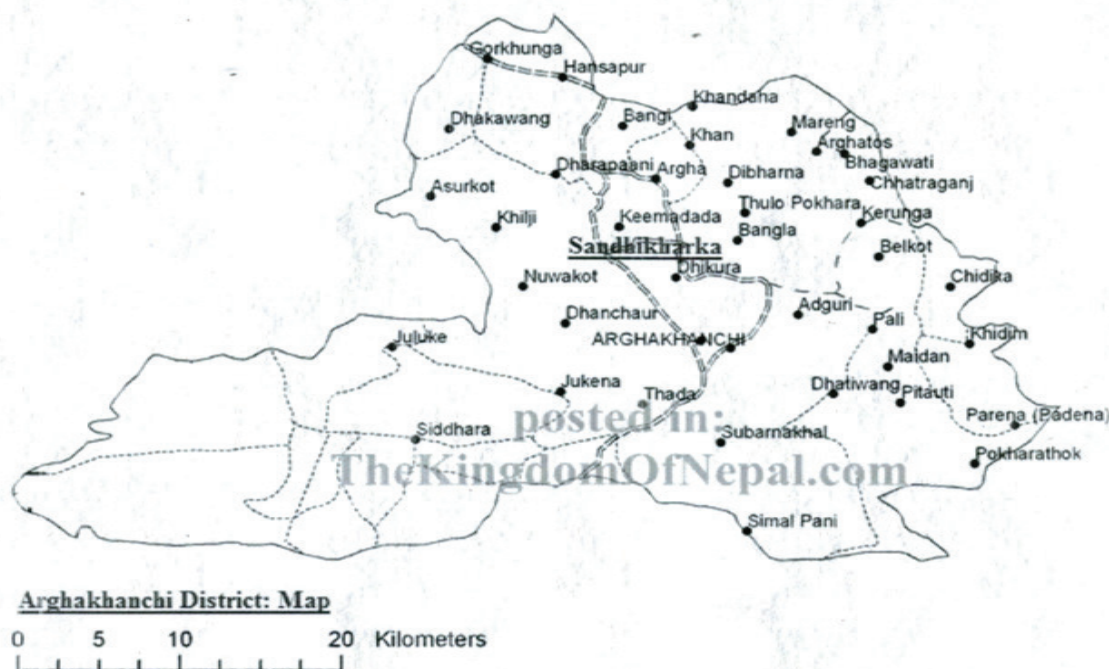 Gorkhunga
Hansapur
Khandaha
Dhakawang
Bangi
Mareng
Khan
Arghatos
Bhagawati
Dharapaani
Argha
Dibharna
Chhatraganj
Asurkot
Thulo Pokhara
Khilji
Keemadada
Kerunga
Bangla
Sandhikharka
Belkot
Dhikura
Nuwakot
Chidika
Adguri
Dhanchaur
Pali
Juluke
ARGHAKHANCHI
Khidim
Maidan
Jukena
Thada
Dhatiwang
Pitauti
posted in:
Parena (Padena)
Siddhara
Subarnakhal
Pokharathok
TheKingdomOfNepal.com
Simal Pani
Arghakhanchi District: Map
0 5 10 20 Kilometers